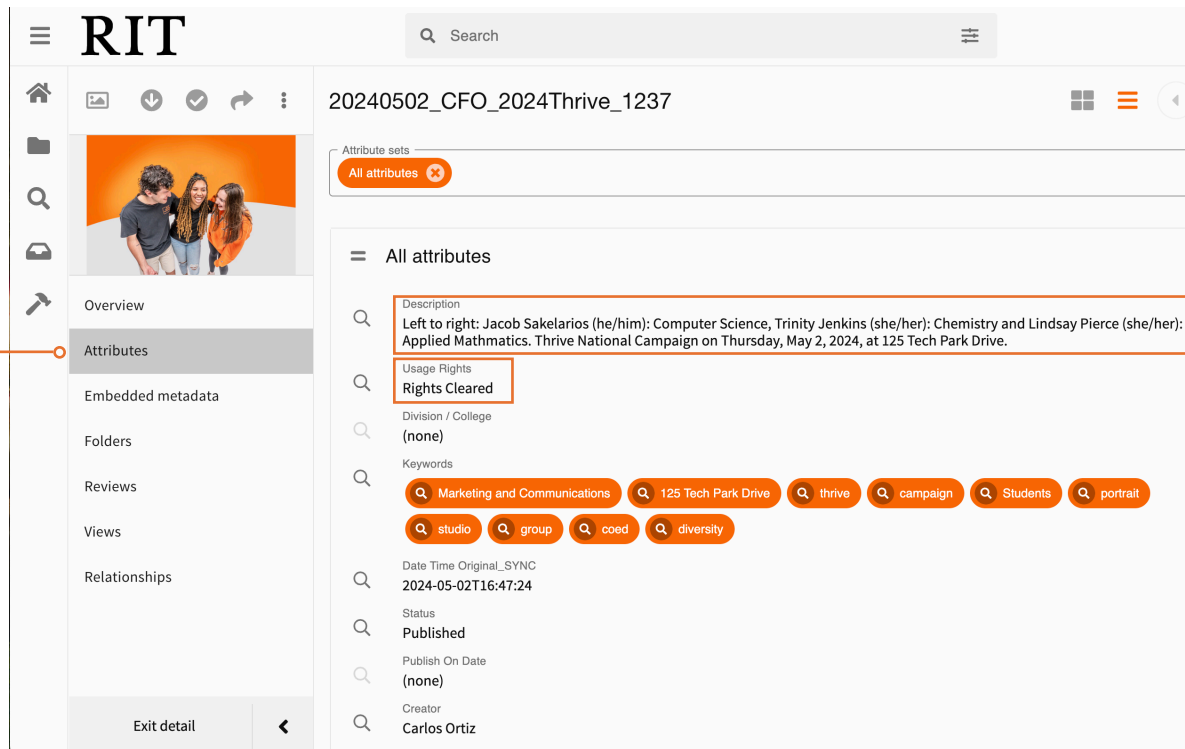 RIT
Search
20240502_CFO_2024Thrive_1237
Attribute sets
All attributes
Overview
Attributes
Embedded metadata
Folders
Reviews
Views
Relationships
Exit detail
All attributes
Description
Left to right: Jacob Sakelarios (he/him): Computer Science, Trinity Jenkins (she/her): Chemistry and Lindsay Pierce (she/her):
Applied Mathmatics. Thrive National Campaign on Thursday, May 2, 2024, at 125 Tech Park Drive.
Usage Rights
Rights Cleared
Division / College
(none)
Keywords
Marketing and Communications 125 Tech Park Drive thrive campaign Students portrait
studio group coed diversity
Date Time Original_SYNC
2024-05-02T16:47:24
Status
Published
Publish On Date
(none)
Creator
Carlos Ortiz